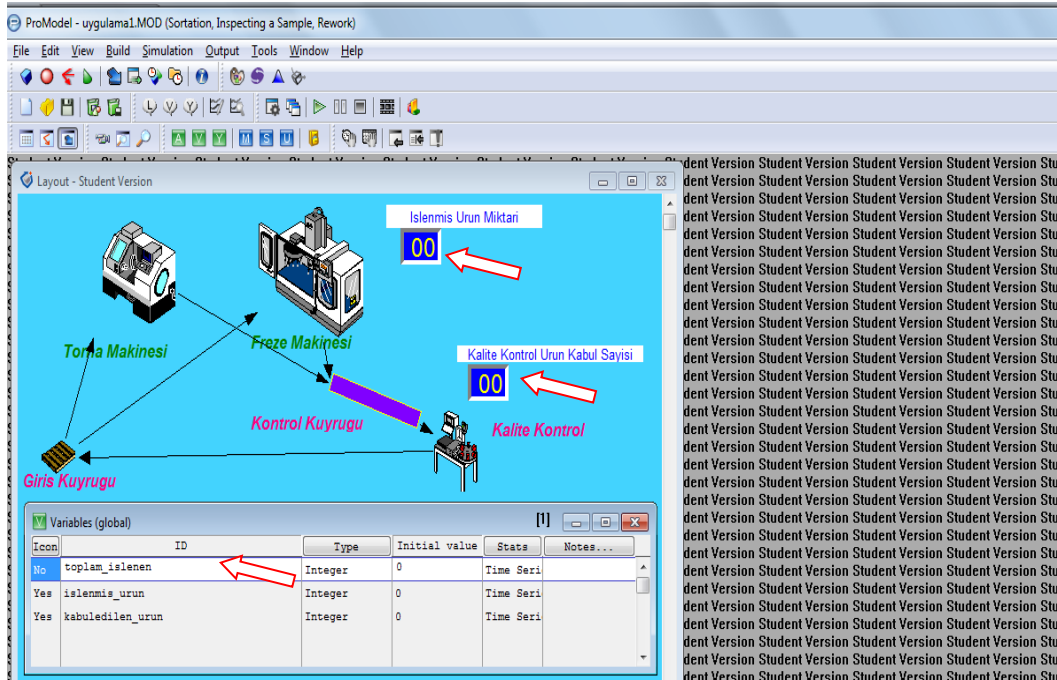 ProModel - uygulama1.MOD (Sortation, Inspecting a Sample, Rework)
File Edit View Build Simulation Output Tools Window Help
Layout - Student Version
Islenmis Urun Miktari
00
Torna Makinesi
Freze Makinesi
Kalite Kontrol Urun Kabul Sayisi
00
Kontrol Kuyrugu
Kalite Kontrol
Giris Kuyrugu
Variables (global) [1]
Icon ID Type Initial value Stats Notes...
No toplam_islenen Integer 0 Time Seri
Yes islenmis_urun Integer 0 Time Seri
Yes kabuledilen_urun Integer 0 Time Seri
dent Version Student Version Student Version Student Version Stu